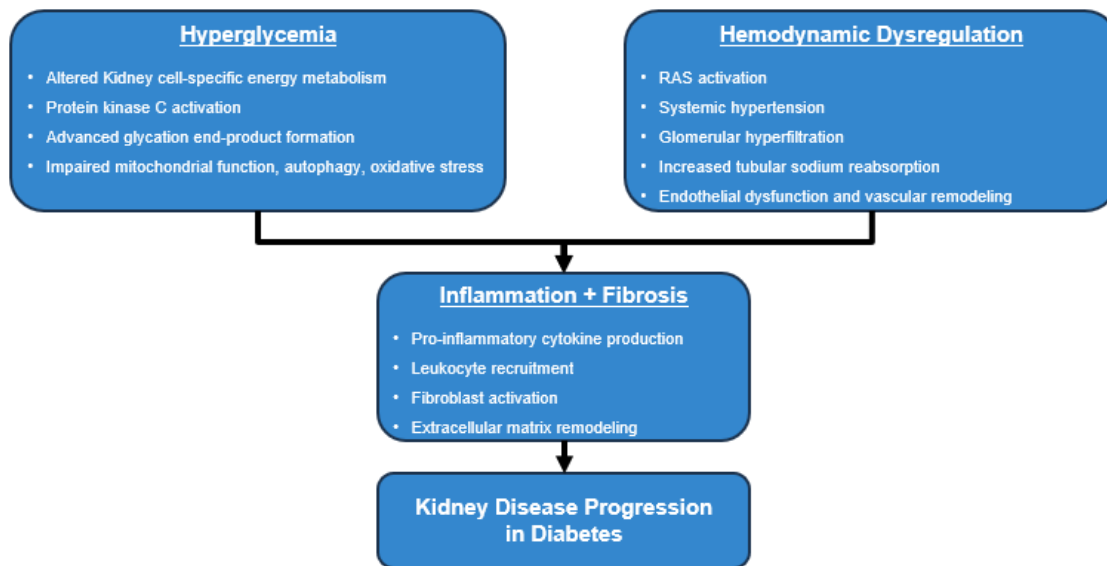 Hyperglycemia
• Altered Kidney cell-specific energy metabolism
• Protein kinase C activation
• Advanced glycation end-product formation
• Impaired mitochondrial function, autophagy, oxidative stress
Hemodynamic Dysregulation
• RAS activation
• Systemic hypertension
• Glomerular hyperfiltration
• Increased tubular sodium reabsorption
• Endothelial dysfunction and vascular remodeling
Inflammation + Fibrosis
• Pro-inflammatory cytokine production
• Leukocyte recruitment
• Fibroblast activation
• Extracellular matrix remodeling
Kidney Disease Progression
in Diabetes